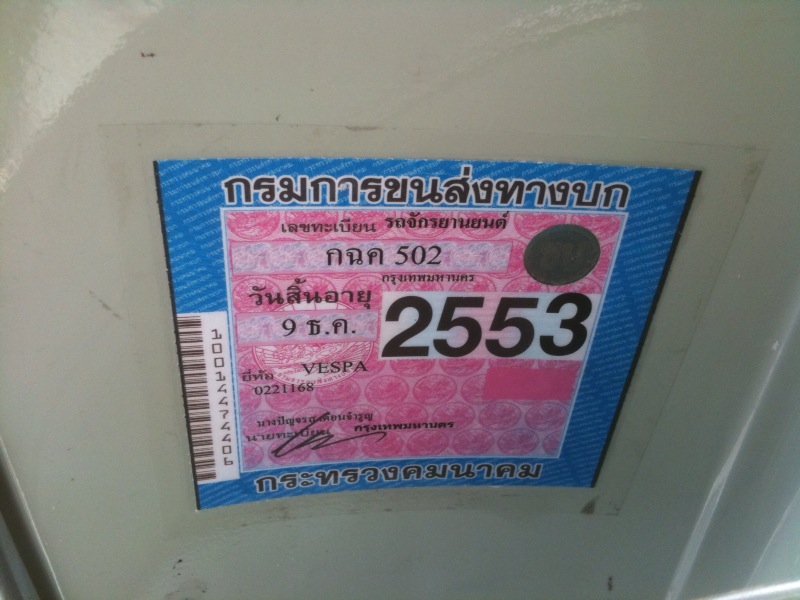 กรมการขนส่งทางบก
เลขทะเบียน รถจักรยานยนต์
กฉค 502
กรุงเทพมหานคร
วันสิ้นอายุ
9 ธ.ค. 2553
ยี่ห้อ VESPA
0221168
นายทะเบียน กรุงเทพมหานคร
กระทรวงคมนาคม
10014474406